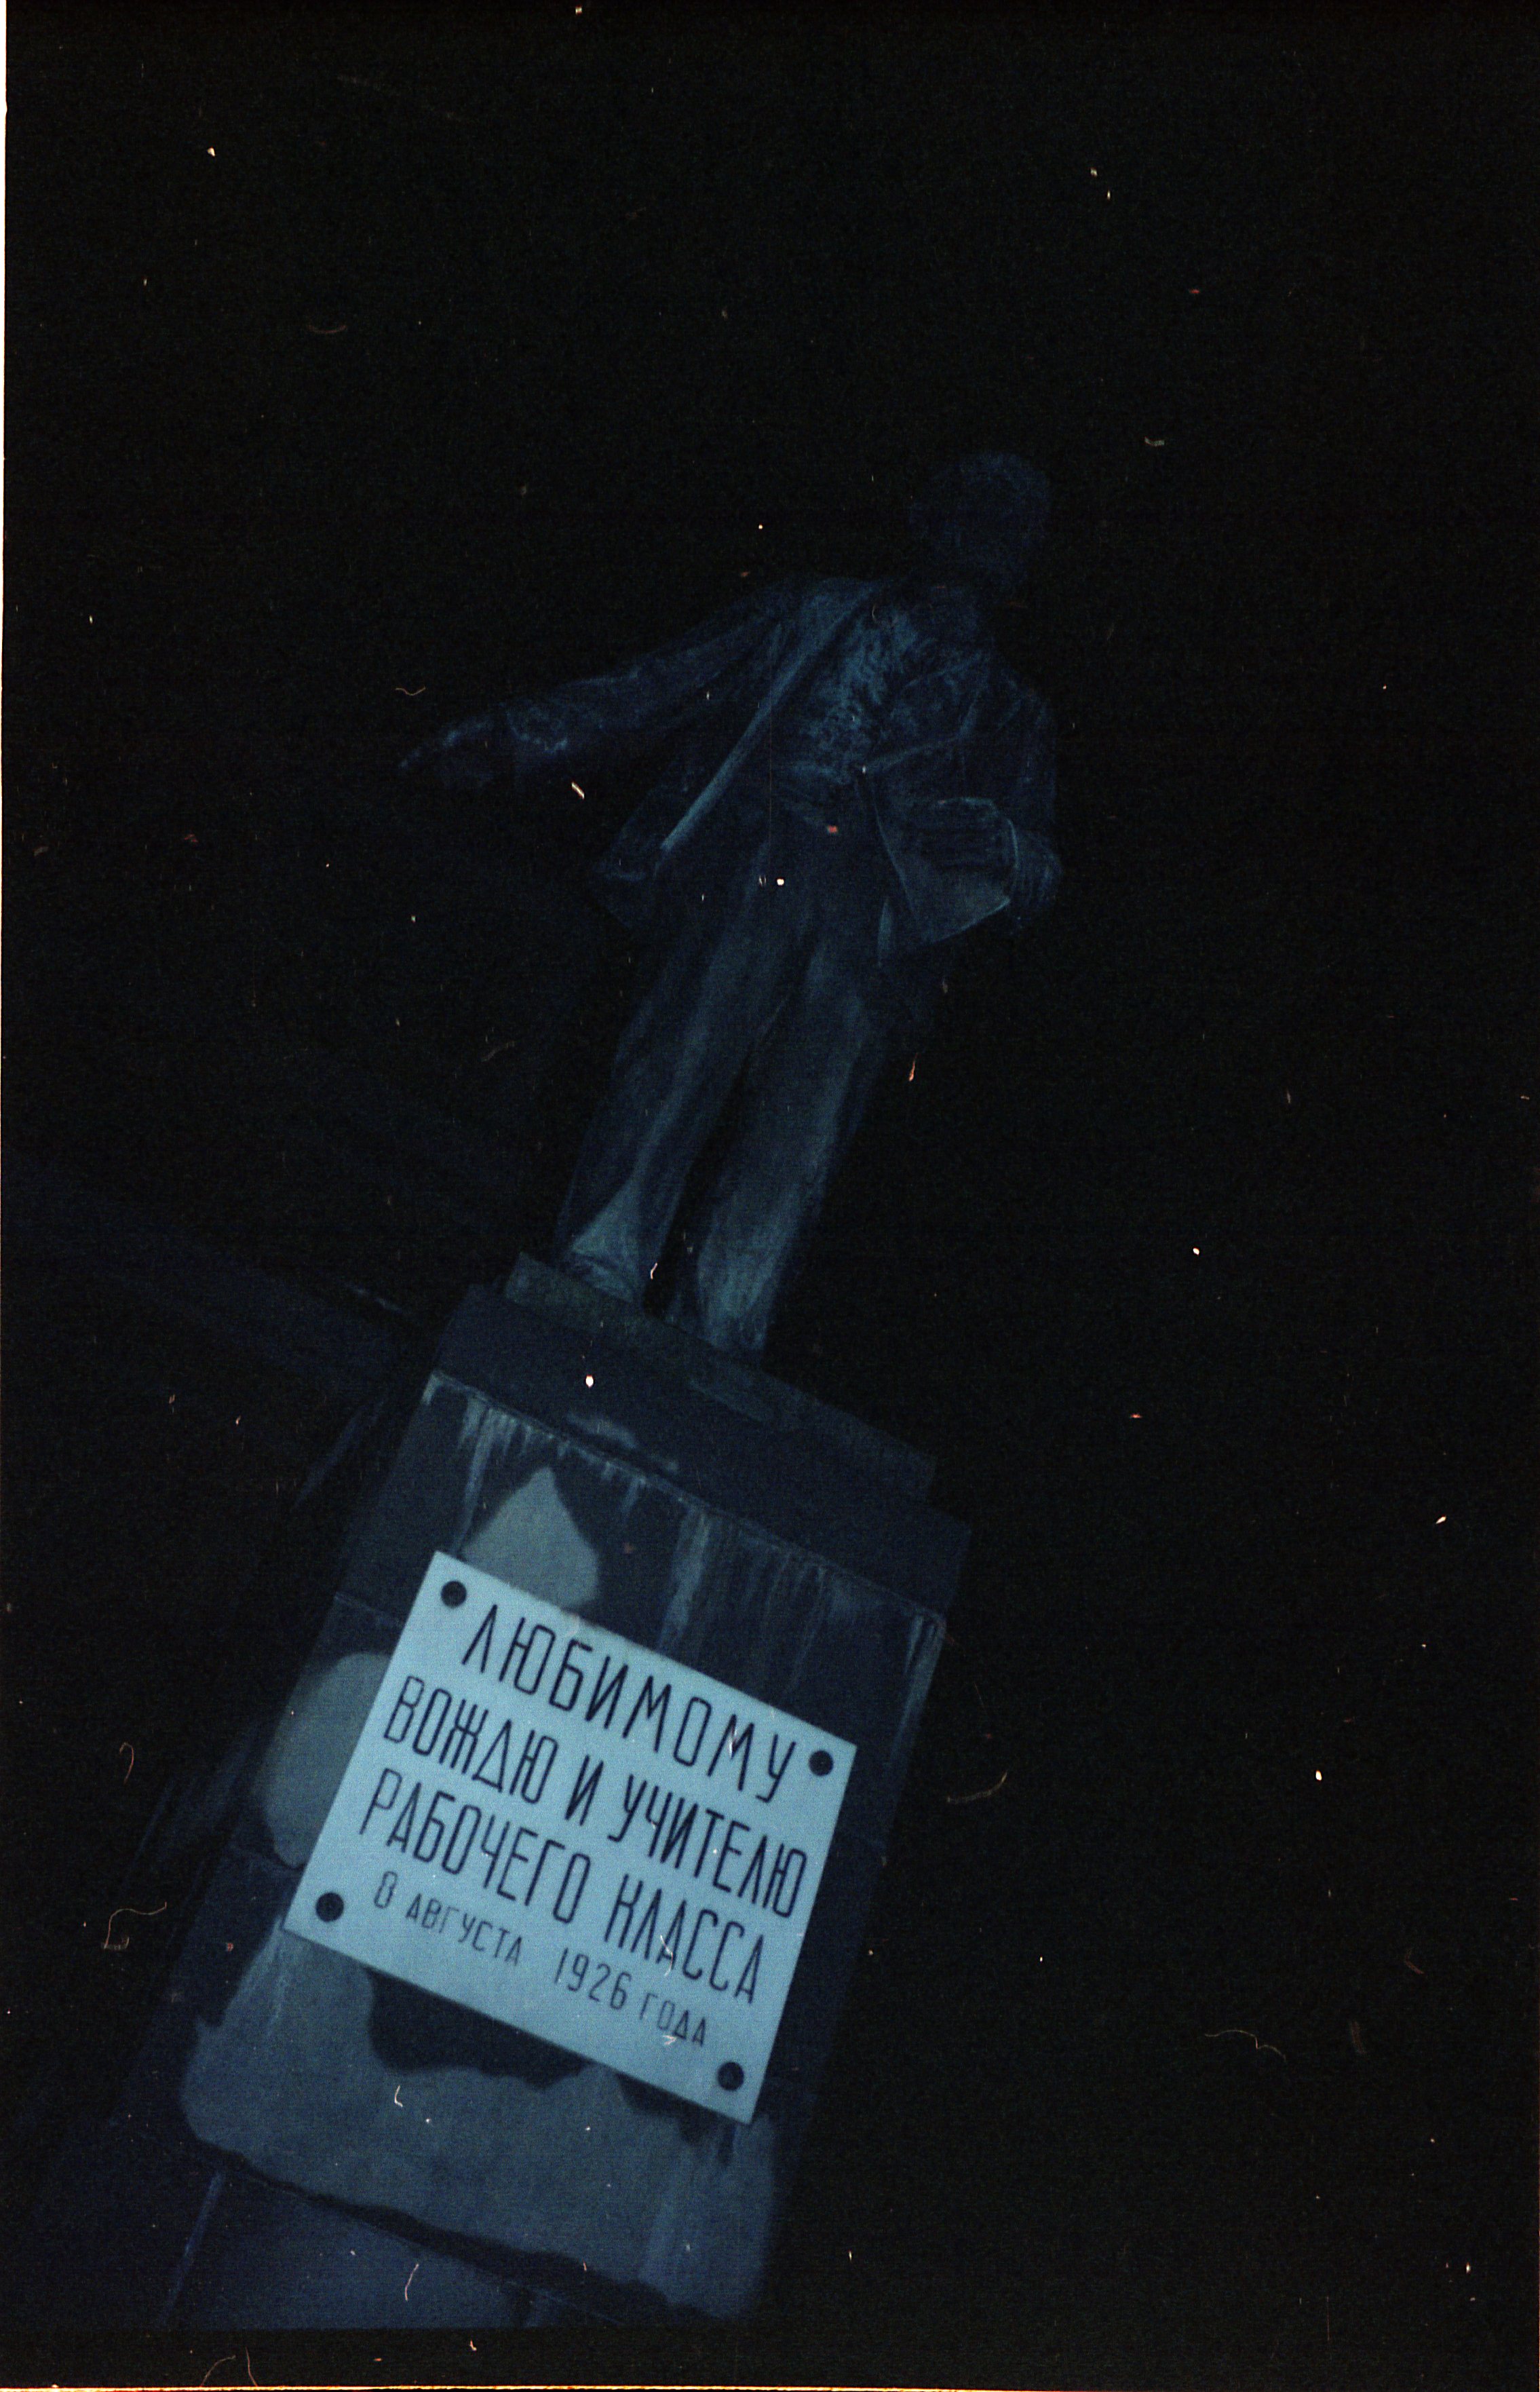 ЛЮБИМОМУ
ВОЖДЮ И УЧИТЕЛЮ
РАБОЧЕГО КЛАССА
8 АВГУСТА 1926 ГОДА